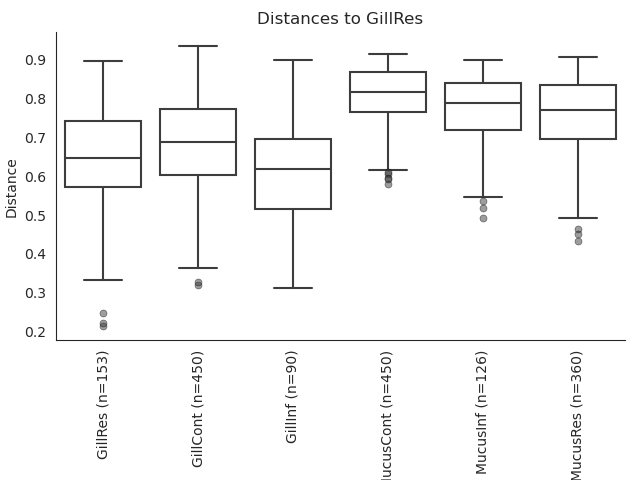 Distances to GillRes
Distance
0.9
0.8
0.7
0.6
0.5
0.4
0.3
0.2
GillRes (n=153)
GillCont (n=450)
GillInf (n=90)
MucusCont (n=450)
MucusInf (n=126)
MucusRes (n=360)